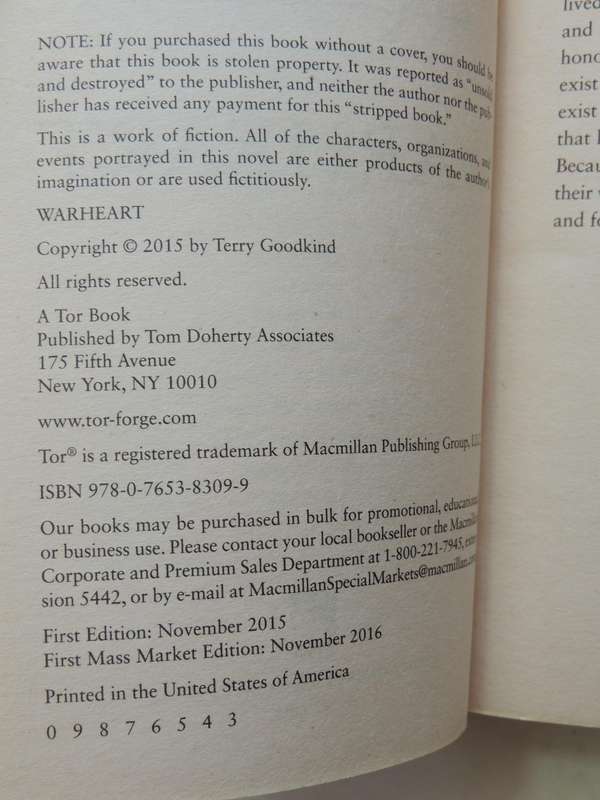 NOTE: If you purchased this book without a cover, you should be
aware that this book is stolen property. It was reported as “unsold
and destroyed” to the publisher, and neither the author nor the pub-
lisher has received any payment for this “stripped book.”
This is a work of fiction. All of the characters, organizations, and
events portrayed in this novel are either products of the author's
imagination or are used fictitiously.
WARHEART
Copyright © 2015 by Terry Goodkind
All rights reserved.
A Tor Book
Published by Tom Doherty Associates
175 Fifth Avenue
New York, NY 10010
www.tor-forge.com
Tor® is a registered trademark of Macmillan Publishing Group, LLC
ISBN 978-0-7653-8309-9
Our books may be purchased in bulk for promotional, educational,
or business use. Please contact your local bookseller or the Macmillan
Corporate and Premium Sales Department at 1-800-221-7945, exten-
sion 5442, or by e-mail at MacmillanSpecialMarkets@macmillan.com
First Edition: November 2015
First Mass Market Edition: November 2016
Printed in the United States of America
0 9 8 7 6 5 4 3
lived
and
hono
exist
exist
that
Becau
their
and fo